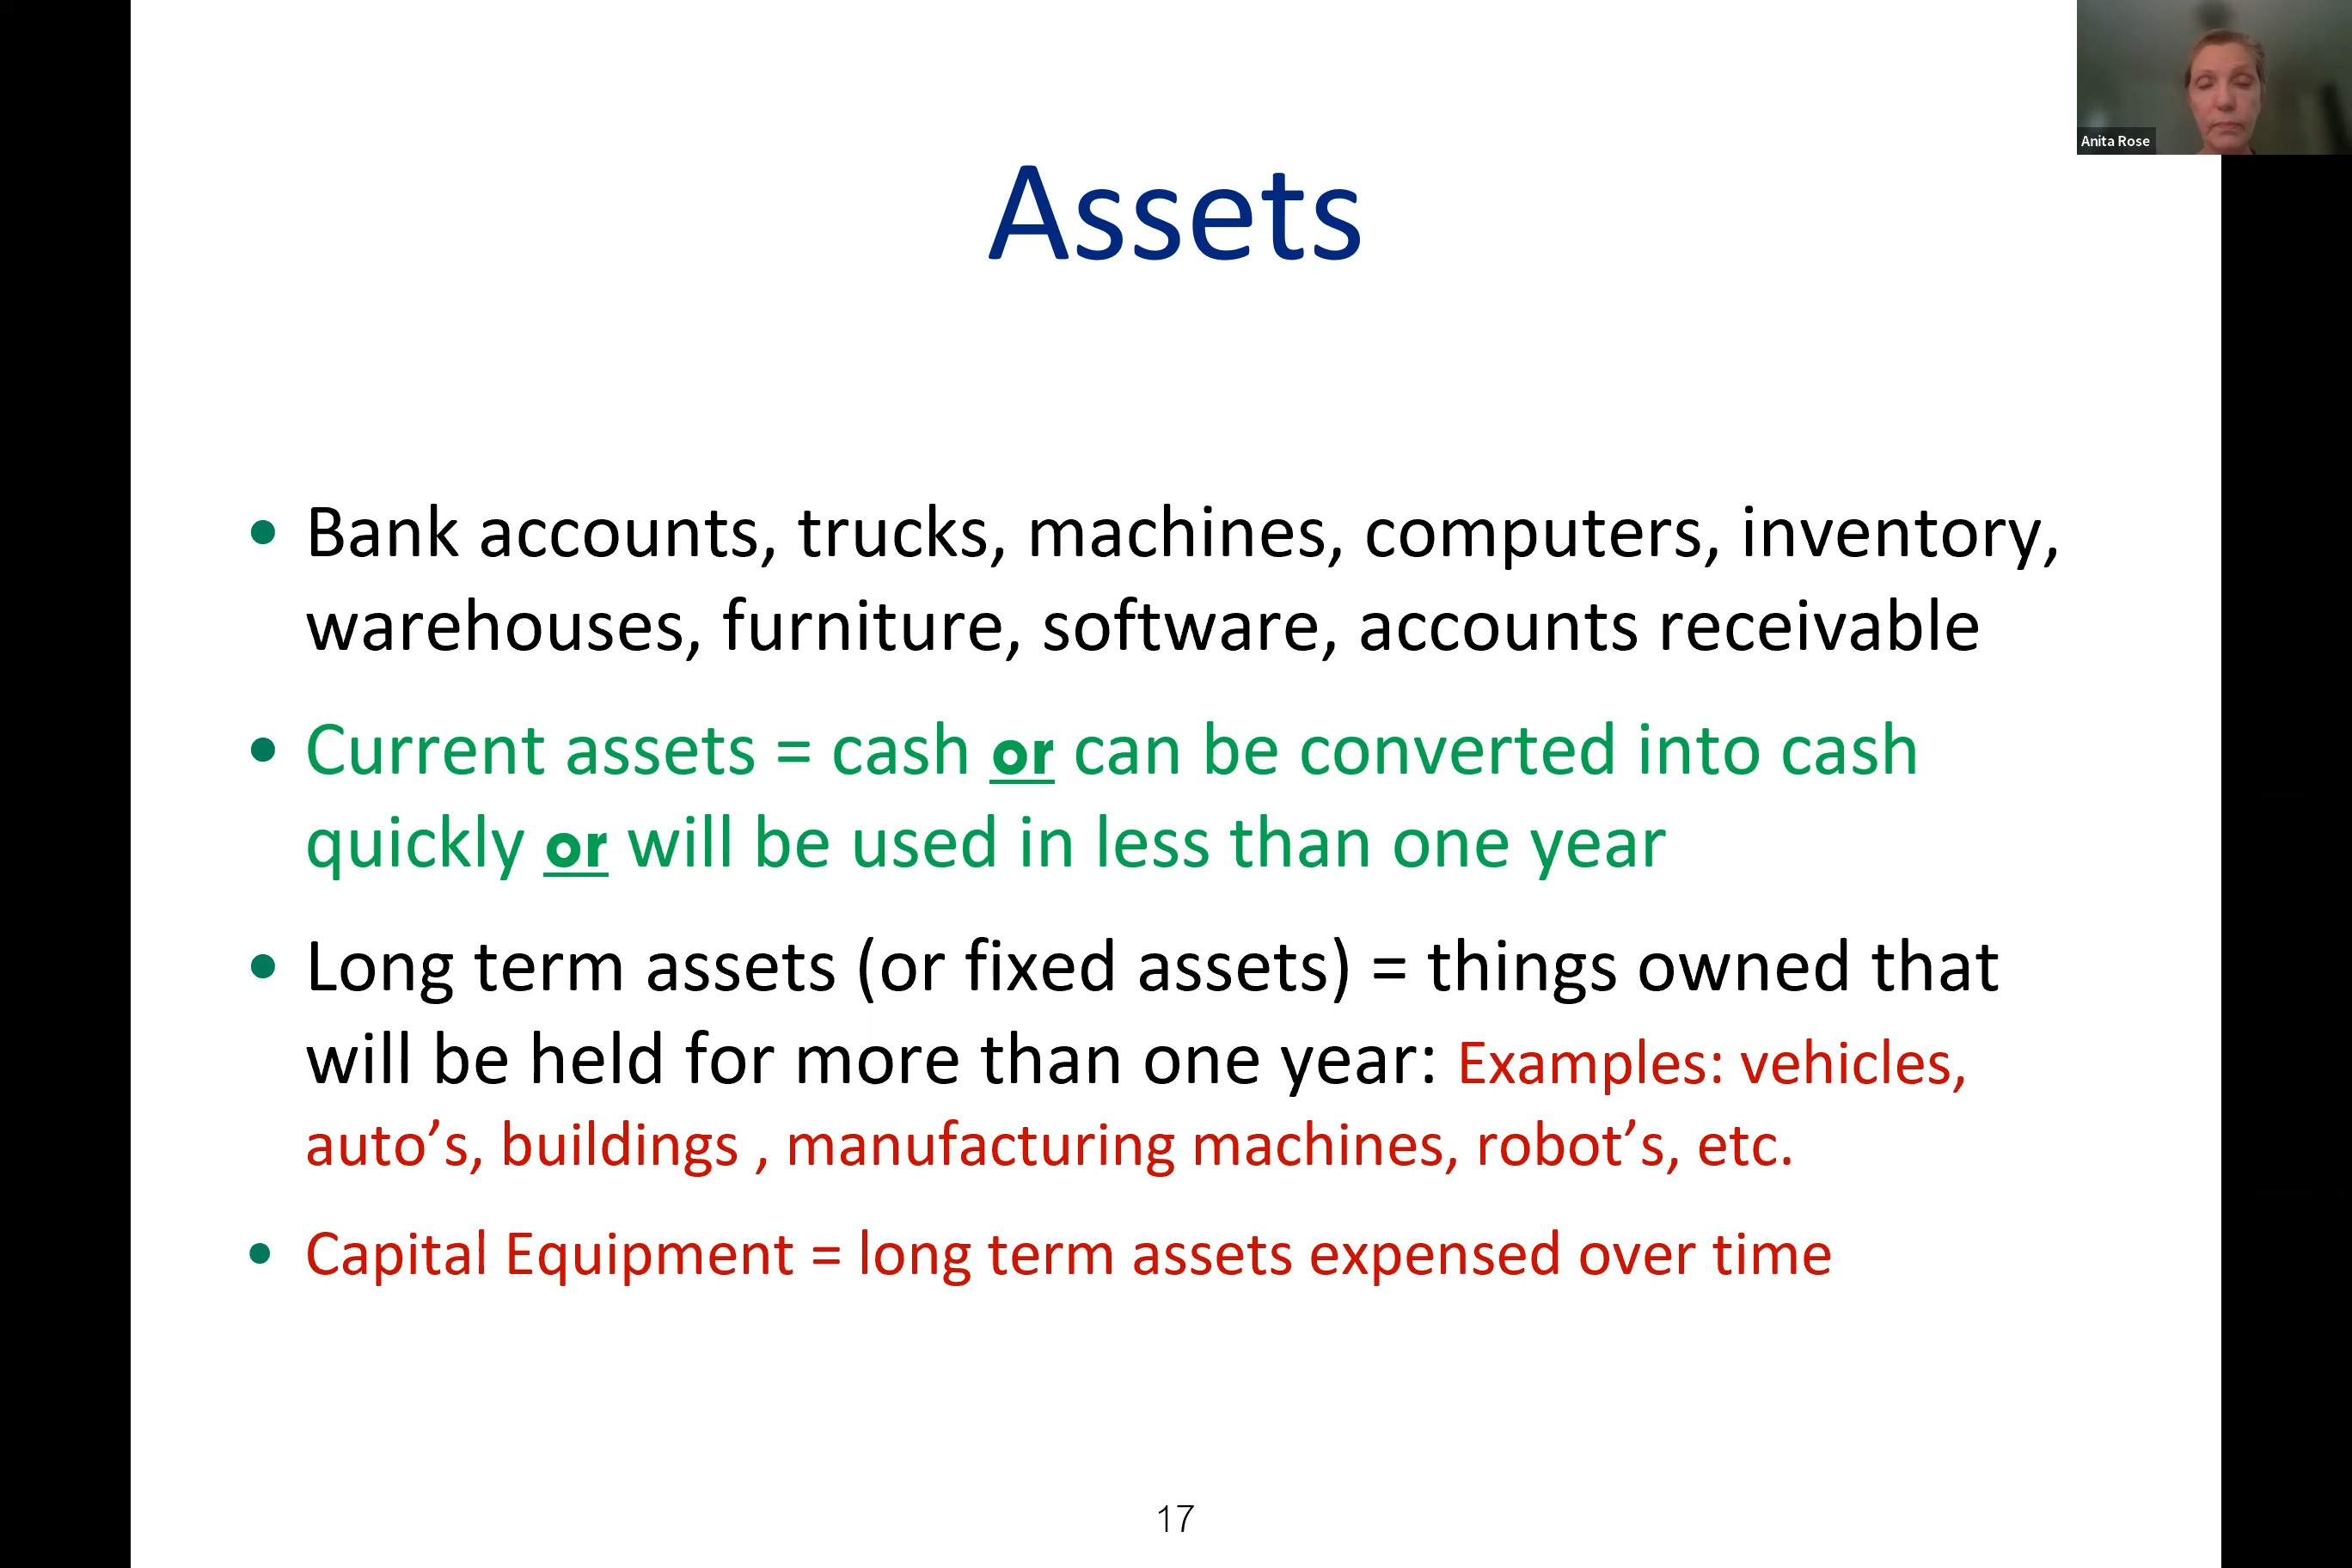 Anita Rose
Assets
• Bank accounts, trucks, machines, computers, inventory,
warehouses, furniture, software, accounts receivable
• Current assets = cash or can be converted into cash
quickly or will be used in less than one year
• Long term assets (or fixed assets) = things owned that
will be held for more than one year: Examples: vehicles,
auto’s, buildings , manufacturing machines, robot’s, etc.
• Capital Equipment = long term assets expensed over time
17